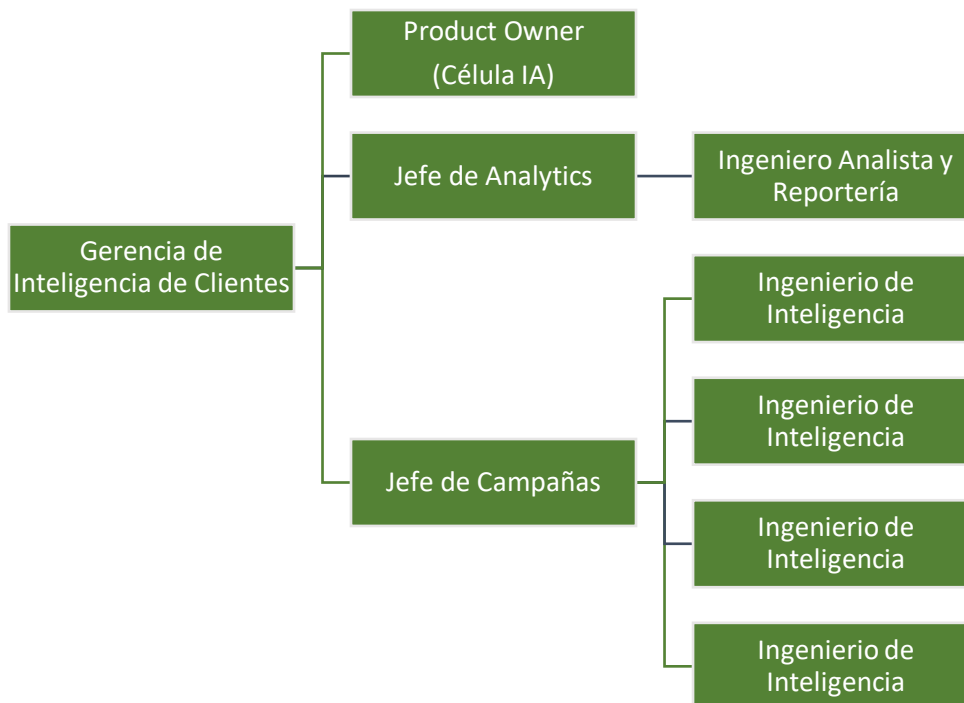 Product Owner
(Célula IA)
Jefe de Analytics
Ingeniero Analista y
Reportería
Gerencia de
Inteligencia de Clientes
Ingenierio de
Inteligencia
Ingenierio de
Inteligencia
Jefe de Campañas
Ingenierio de
Inteligencia
Ingenierio de
Inteligencia